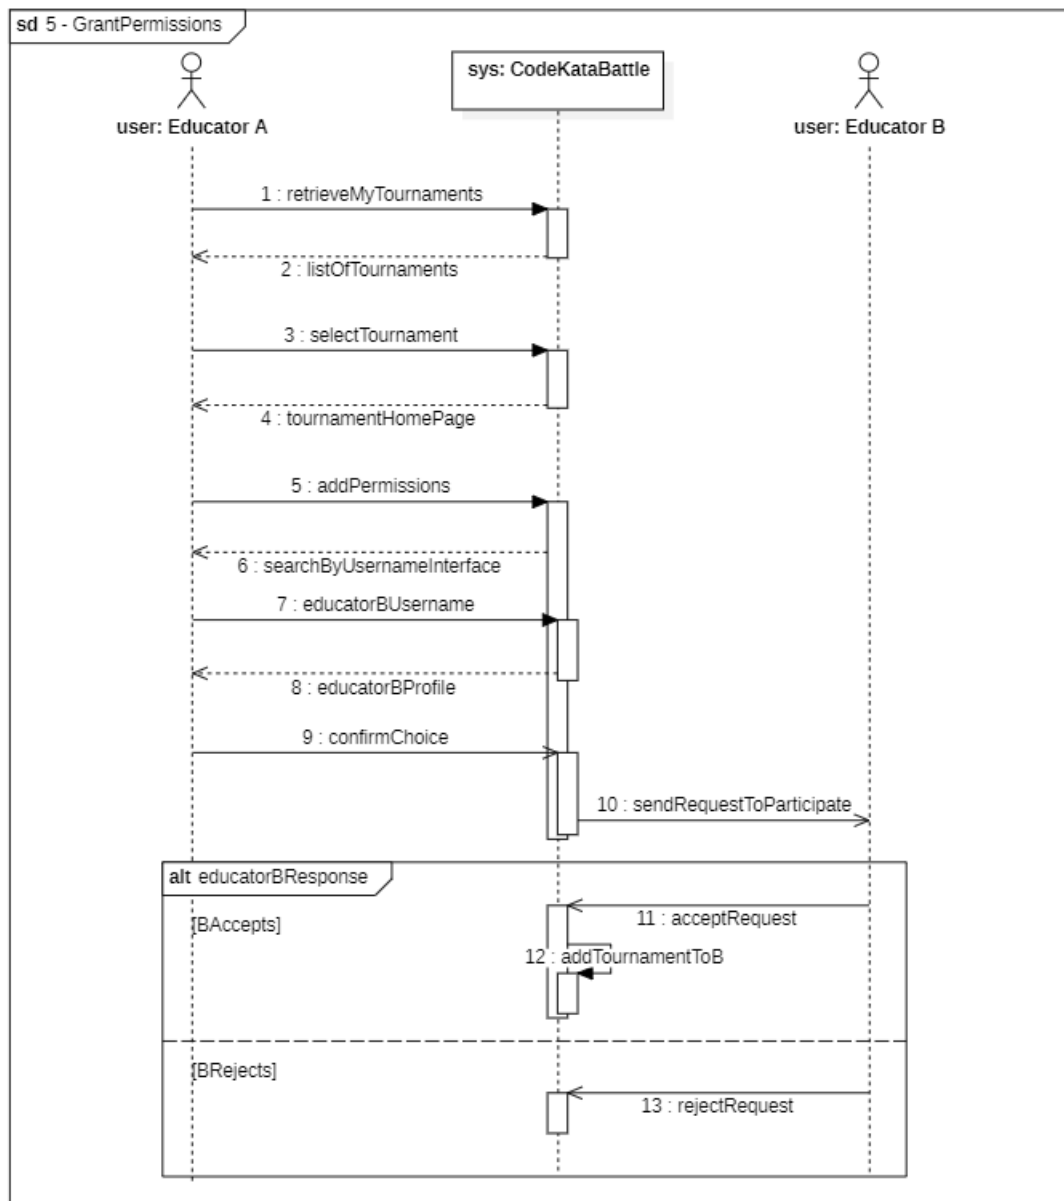 sd 5 - GrantPermissions
user: Educator A
sys: CodeKataBattle
user: Educator B
1 : retrieveMyTournaments
2 : listOfTournaments
3 : selectTournament
4 : tournamentHomePage
5 : addPermissions
6 : searchByUsernameInterface
7 : educatorBUsername
8 : educatorBProfile
9 : confirmChoice
10 : sendRequestToParticipate
alt educatorBResponse
[BAccepts]
11 : acceptRequest
12 : addTournamentToB
[BRejects]
13 : rejectRequest